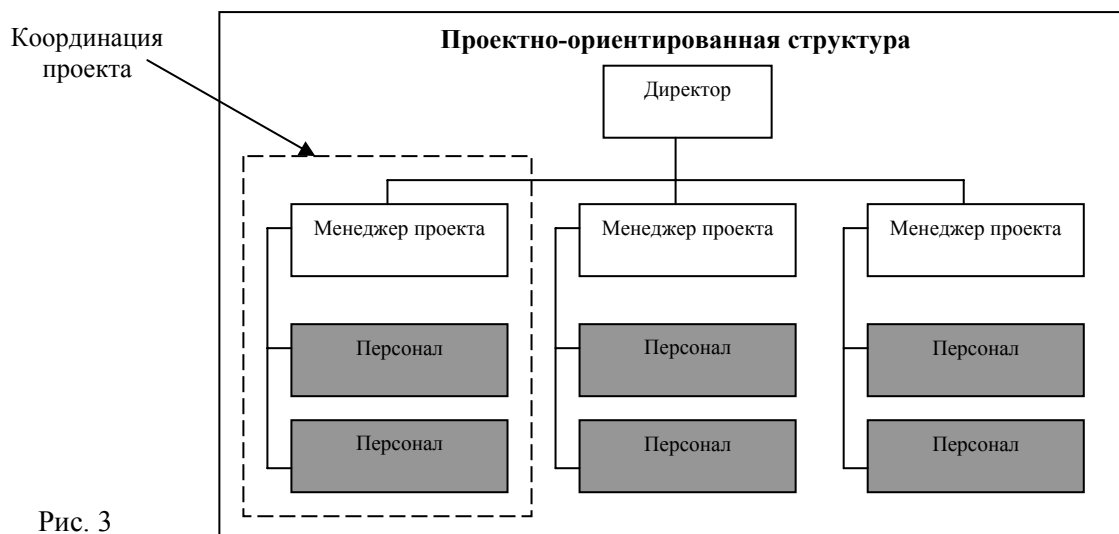 Координация
проекта
Проектно-ориентированная структура
Директор
Менеджер проекта
Менеджер проекта
Менеджер проекта
Персонал
Персонал
Персонал
Персонал
Персонал
Персонал
Рис. 3